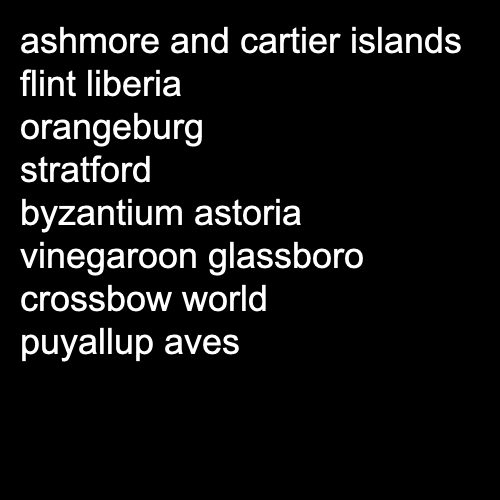 ashmore and cartier islands
flint liberia
orangeburg
stratford
byzantium astoria
vinegaroon glassboro
crossbow world
puyallup aves